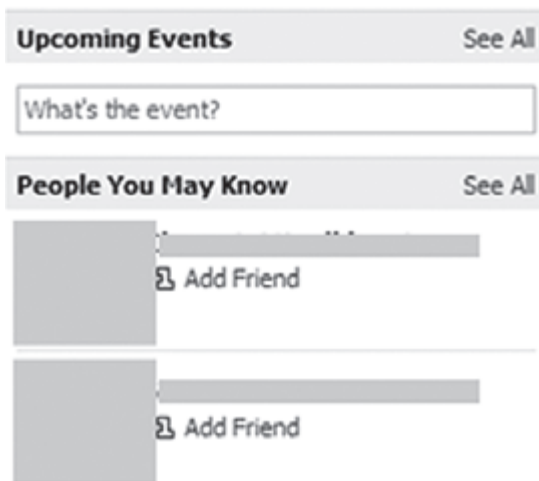 Upcoming Events See All
What's the event?
People You May Know See All
Add Friend
Add Friend